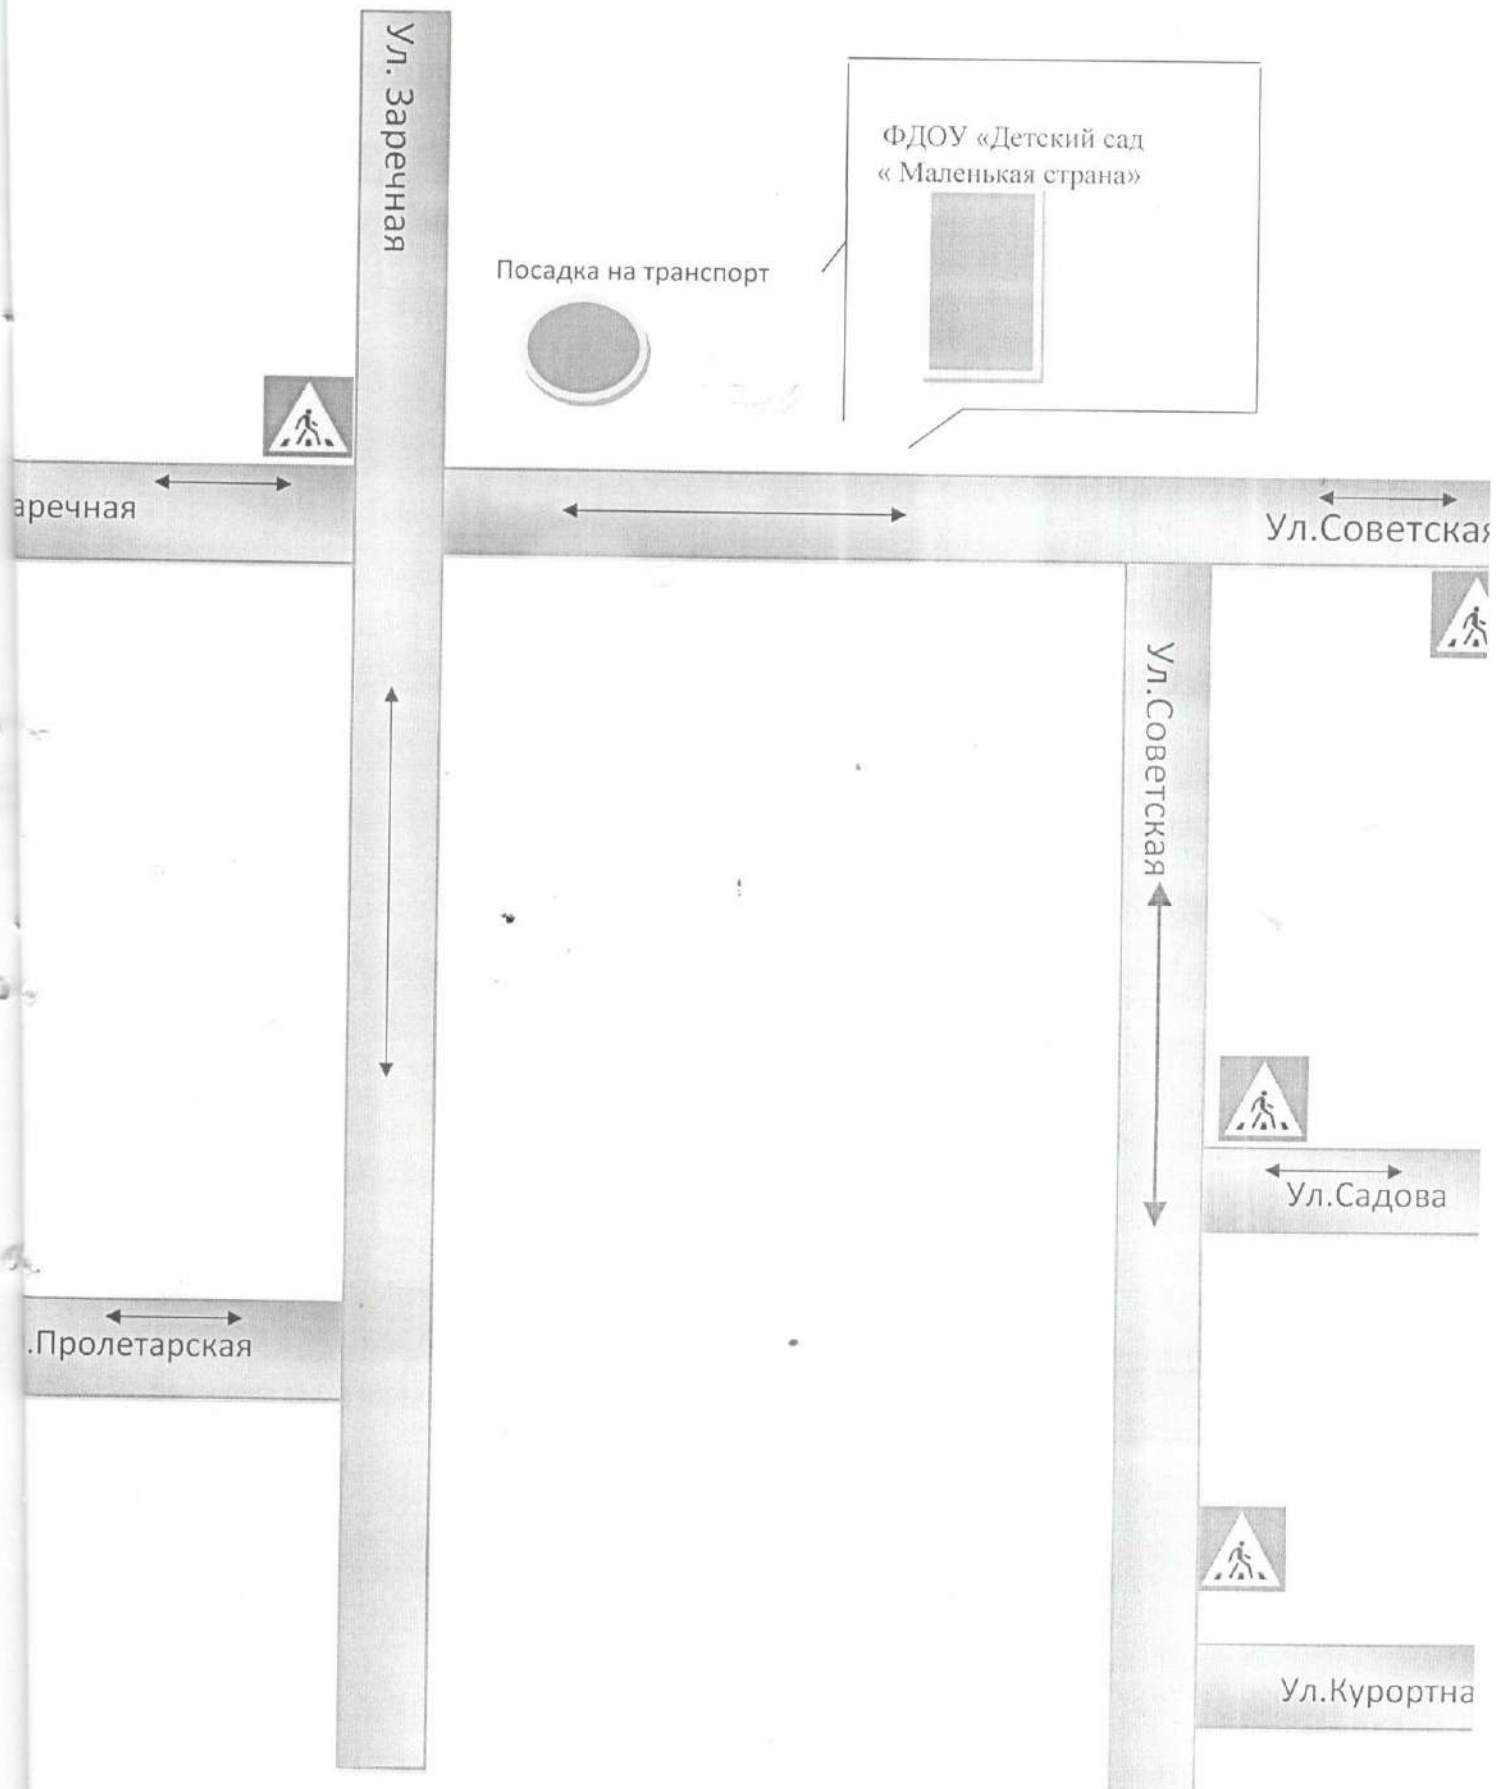 Ул. Заречная
ФДОУ «Детский сад
« Маленькая страна»
Посадка на транспорт
аречная
Ул.Советская
Ул.Советская
Ул.Садова
.Пролетарская
Ул.Курортна